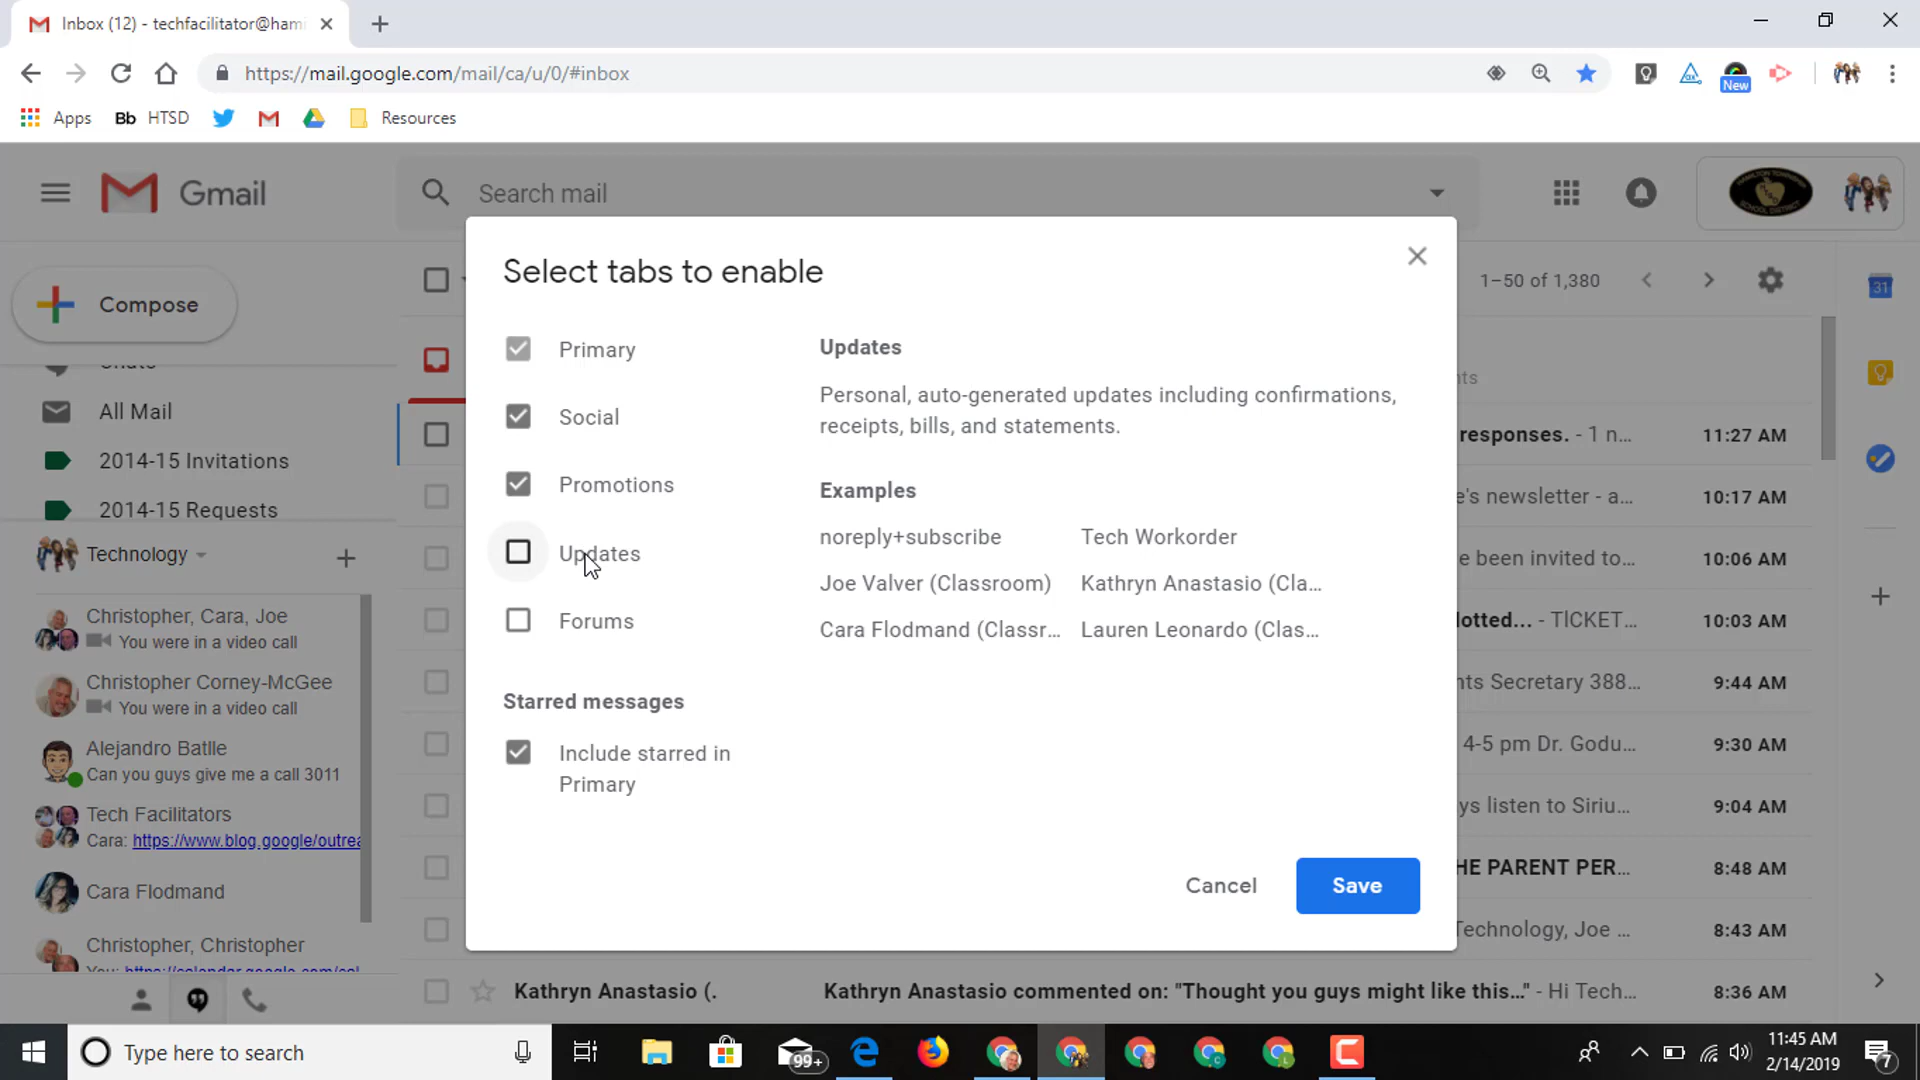 Inbox (12) - techfacilitator@ham
https://mail.google.com/mail/ca/u/0/#inbox
New
Apps
Bb HTSD
Resources
Gmail
Search mail
Compose
1–50 of 1,380
31
Chats
All Mail
2014-15 Invitations
2014-15 Requests
Technology
Christopher, Cara, Joe
You were in a video call
Christopher Corney-McGee
You were in a video call
Alejandro Batlle
Can you guys give me a call 3011
Tech Facilitators
Cara: https://www.blog.google/outrea
Cara Flodmand
Christopher, Christopher
You: https://calendar.google.com/cal
Select tabs to enable
Primary
Social
Promotions
Updates
Forums
Starred messages
Include starred in
Primary
Updates
Personal, auto-generated updates including confirmations,
receipts, bills, and statements.
Examples
noreply+subscribe Tech Workorder
Joe Valver (Classroom) Kathryn Anastasio (Cla...
Cara Flodmand (Classr... Lauren Leonardo (Clas...
Cancel
Save
nts
responses. - 1 n... 11:27 AM
e's newsletter - a... 10:17 AM
e been invited to... 10:06 AM
lotted... - TICKET... 10:03 AM
nts Secretary 388... 9:44 AM
4-5 pm Dr. Godu... 9:30 AM
ys listen to Siriu... 9:04 AM
HE PARENT PER... 8:48 AM
Technology, Joe ... 8:43 AM
Kathryn Anastasio (. Kathryn Anastasio commented on: "Thought you guys might like this..." - Hi Tech... 8:36 AM
Type here to search
99+
11:45 AM
2/14/2019
7